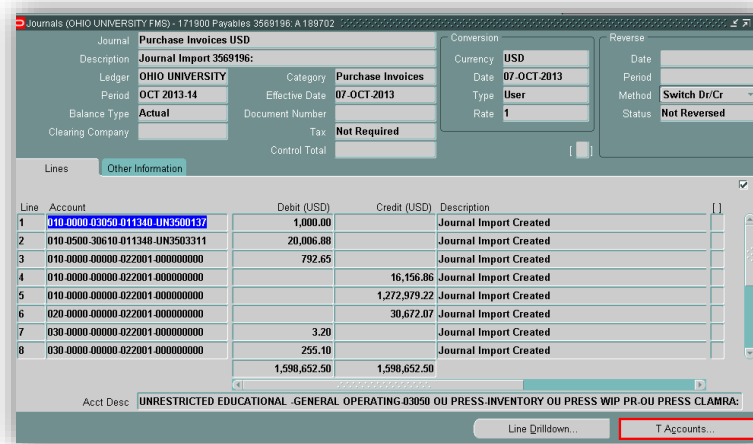 Journals (OHIO UNIVERSITY FMS) - 171900 Payables 3569196: A 189702
Journal Purchase Invoices USD
Description Journal Import 3569196:
Ledger OHIO UNIVERSITY Category Purchase Invoices
Period OCT 2013-14 Effective Date 07-OCT-2013
Balance Type Actual Document Number
Clearing Company Tax Not Required
Control Total
Conversion
Currency USD
Date 07-OCT-2013
Type User
Rate 1
Reverse
Date
Period
Method Switch Dr/Cr
Status Not Reversed
[ ]
Lines Other Information
Line Account Debit (USD) Credit (USD) Description [ ]
1 010-0000-03050-011340-UN3500137 1,000.00 Journal Import Created
2 010-0500-30610-011348-UN3503311 20,006.88 Journal Import Created
3 010-0000-00000-022001-000000000 792.65 Journal Import Created
4 010-0000-00000-022001-000000000 16,156.86 Journal Import Created
5 010-0000-00000-022001-000000000 1,272,979.22 Journal Import Created
6 020-0000-00000-022001-000000000 30,672.07 Journal Import Created
7 030-0000-00000-022001-000000000 3.20 Journal Import Created
8 030-0000-00000-022001-000000000 255.10 Journal Import Created
1,598,652.50 1,598,652.50
Acct Desc UNRESTRICTED EDUCATIONAL -GENERAL OPERATING-03050 OU PRESS-INVENTORY OU PRESS WIP PR-OU PRESS CLAMRA:
Line Drilldown... T Accounts...